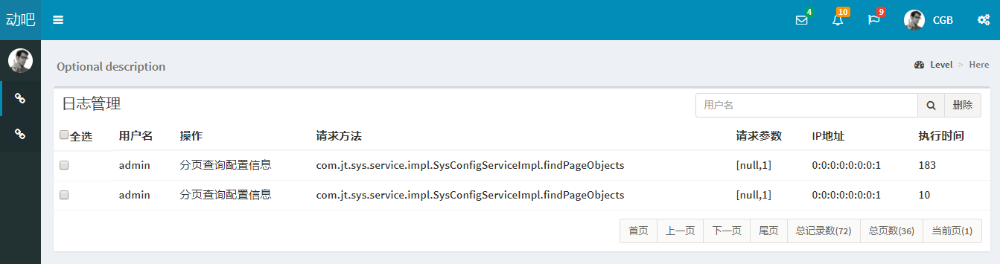 动吧 4 10 9 CGB
Optional description Level > Here
日志管理 用户名 删除
全选 用户名 操作 请求方法 请求参数 IP地址 执行时间
admin 分页查询配置信息 com.jt.sys.service.impl.SysConfigServiceImpl.findPageObjects [null,1] 0:0:0:0:0:0:0:1 183
admin 分页查询配置信息 com.jt.sys.service.impl.SysConfigServiceImpl.findPageObjects [null,1] 0:0:0:0:0:0:0:1 10
首页 上一页 下一页 尾页 总记录数(72) 总页数(36) 当前页(1)